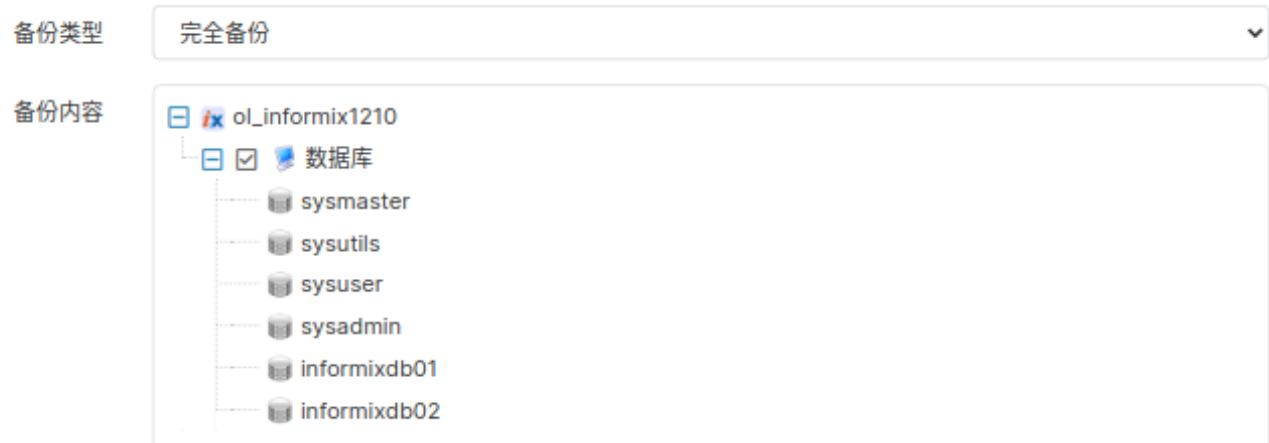 备份类型
完全备份
备份内容
ix ol_informix1210
数据库
sysmaster
sysutils
sysuser
sysadmin
informixdb01
informixdb02